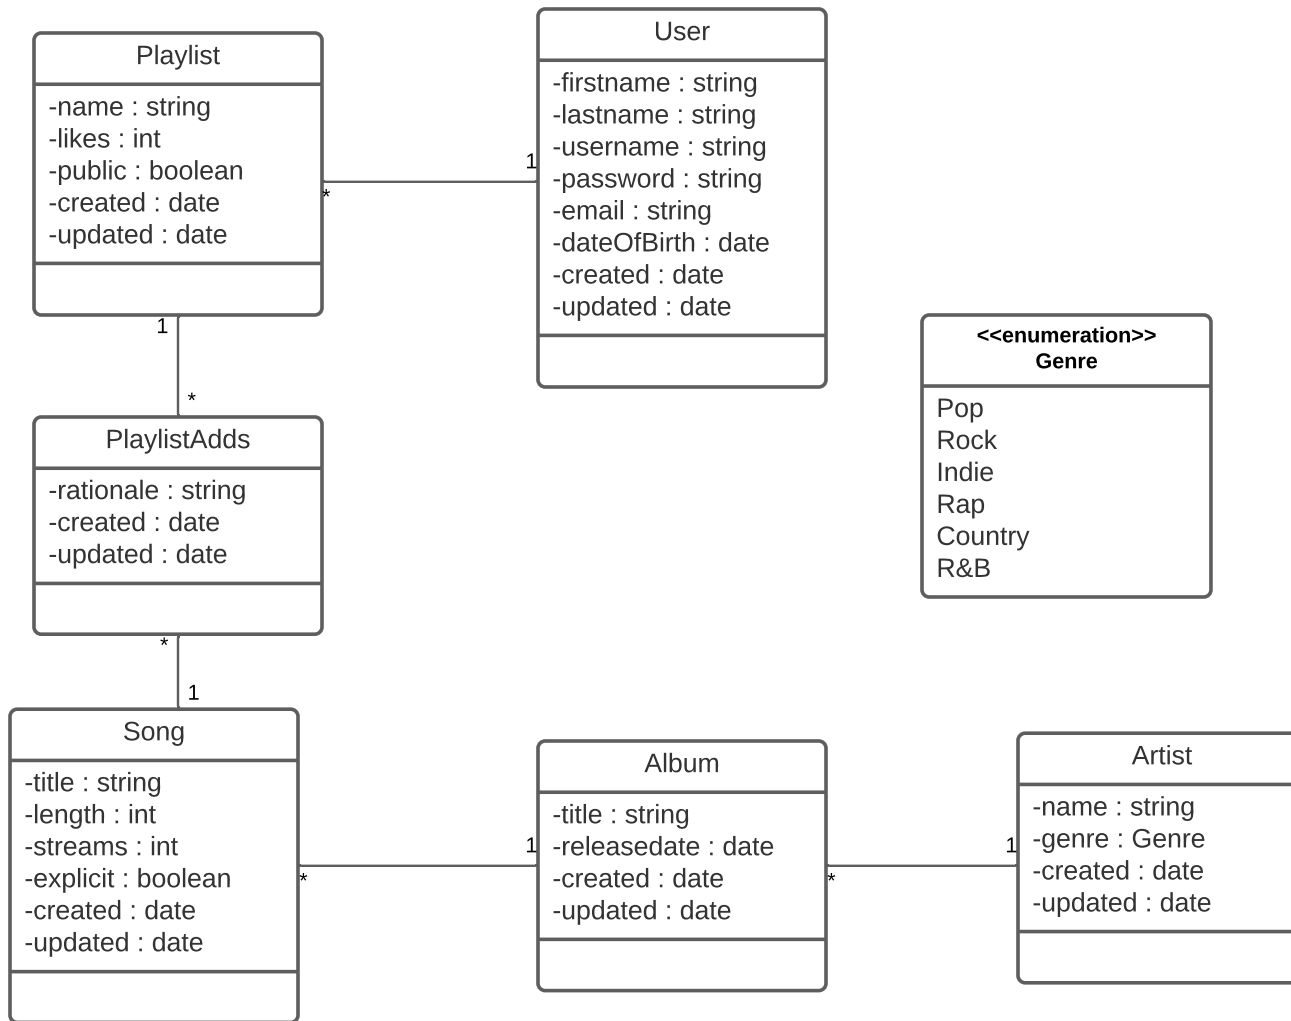 Playlist
-name : string
-likes : int
-public : boolean
-created : date
-updated : date
User
-firstname : string
-lastname : string
-username : string
-password : string
-email : string
-dateOfBirth : date
-created : date
-updated : date
*
1
1
*
<<enumeration>>
Genre
Pop
Rock
Indie
Rap
Country
R&B
PlaylistAdds
-rationale : string
-created : date
-updated : date
*
1
Song
-title : string
-length : int
-streams : int
-explicit : boolean
-created : date
-updated : date
*
1
Album
-title : string
-releasedate : date
-created : date
-updated : date
*
1
Artist
-name : string
-genre : Genre
-created : date
-updated : date